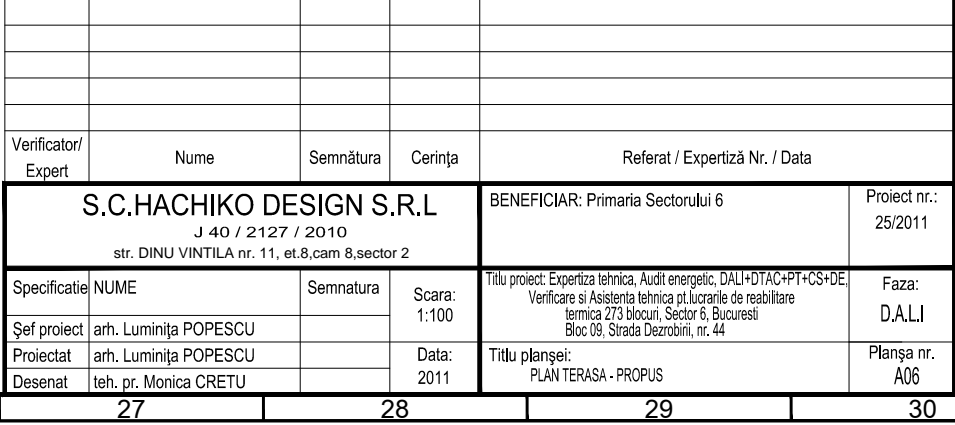 Verificator/
Expert
Nume
Semnătura
Cerinţa
Referat / Expertiză Nr. / Data
S.C.HACHIKO DESIGN S.R.L
J 40 / 2127 / 2010
str. DINU VINTILA nr. 11, et.8,cam 8,sector 2
BENEFICIAR: Primaria Sectorului 6
Proiect nr.:
25/2011
Specificatie NUME
Semnatura
Scara:
1:100
Titlu proiect: Expertiza tehnica, Audit energetic, DALI+DTAC+PT+CS+DE,
Verificare si Asistenta tehnica pt.lucrarile de reabilitare
termica 273 blocuri, Sector 6, Bucuresti
Bloc 09, Strada Dezrobirii, nr. 44
Faza:
D.A.L.I
Şef proiect arh. Luminiţa POPESCU
Proiectat arh. Luminiţa POPESCU
Desenat teh. pr. Monica CRETU
Data:
2011
Titlu planşei:
PLAN TERASA - PROPUS
Planşa nr.
A06
27 28 29 30